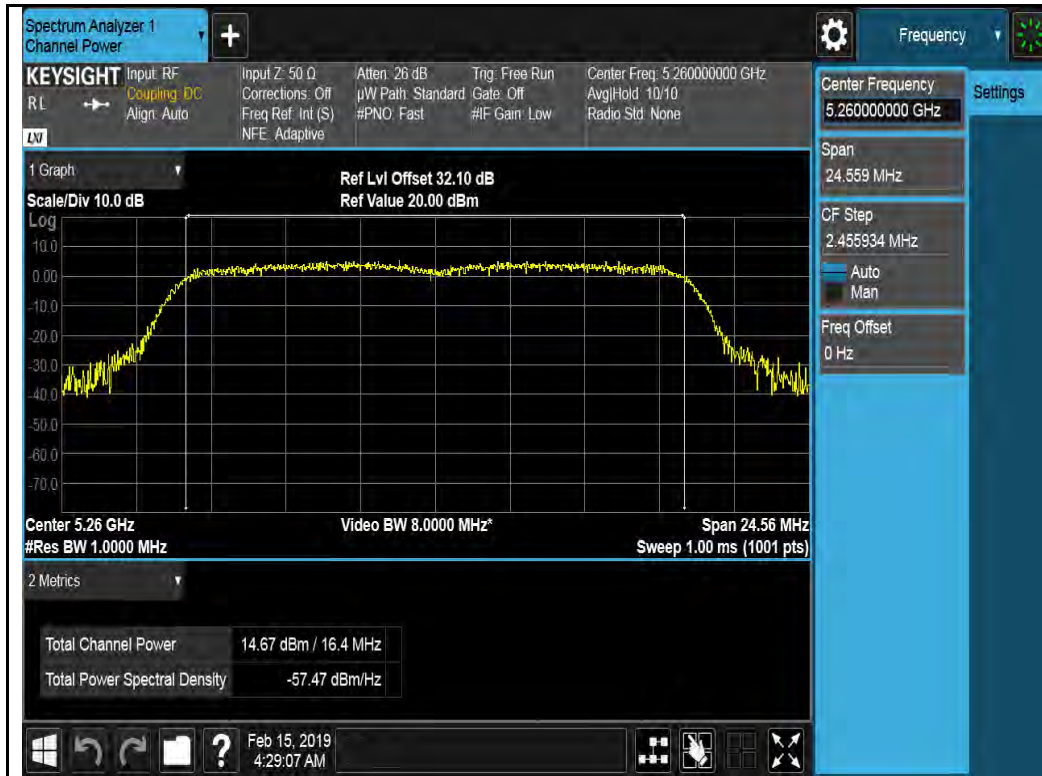 Spectrum Analyzer 1
Channel Power
+
Frequency
KEYSIGHT
R L
LXI
Input: RF
Coupling: DC
Align: Auto
Input Z: 50 Ω
Corrections: Off
Freq Ref: Int (S)
NFE: Adaptive
Atten: 26 dB
µW Path: Standard
#PNO: Fast
Trig: Free Run
Gate: Off
#IF Gain: Low
Center Freq: 5.260000000 GHz
Avg|Hold: 10/10
Radio Std: None
Center Frequency
5.260000000 GHz
Settings
Span
24.559 MHz
CF Step
2.455934 MHz
Auto
Man
Freq Offset
0 Hz
1 Graph
Scale/Div 10.0 dB
Ref Lvl Offset 32.10 dB
Ref Value 20.00 dBm
Log
10.0
0.00
-10.0
-20.0
-30.0
-40.0
-50.0
-60.0
-70.0
Center 5.26 GHz
#Res BW 1.0000 MHz
Video BW 8.0000 MHz*
Span 24.56 MHz
Sweep 1.00 ms (1001 pts)
2 Metrics
Total Channel Power 14.67 dBm / 16.4 MHz
Total Power Spectral Density -57.47 dBm/Hz
?
Feb 15, 2019
4:29:07 AM